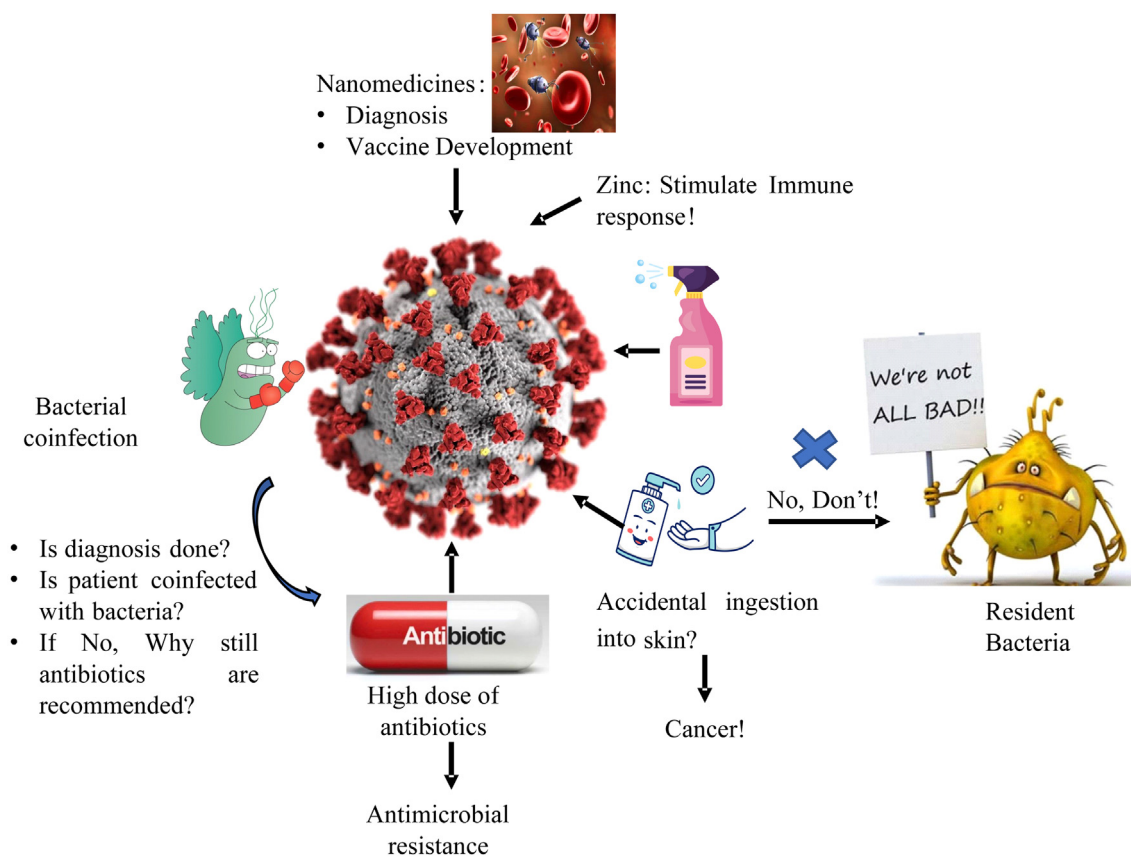 Nanomedicines:
• Diagnosis
• Vaccine Development
Zinc: Stimulate Immune
response!
Bacterial
coinfection
We're not
ALL BAD!!
No, Don't!
• Is diagnosis done?
• Is patient coinfected
with bacteria?
• If No, Why still
antibiotics are
recommended?
Antibiotic
High dose of
antibiotics
Accidental ingestion
into skin?
Resident
Bacteria
Cancer!
Antimicrobial
resistance